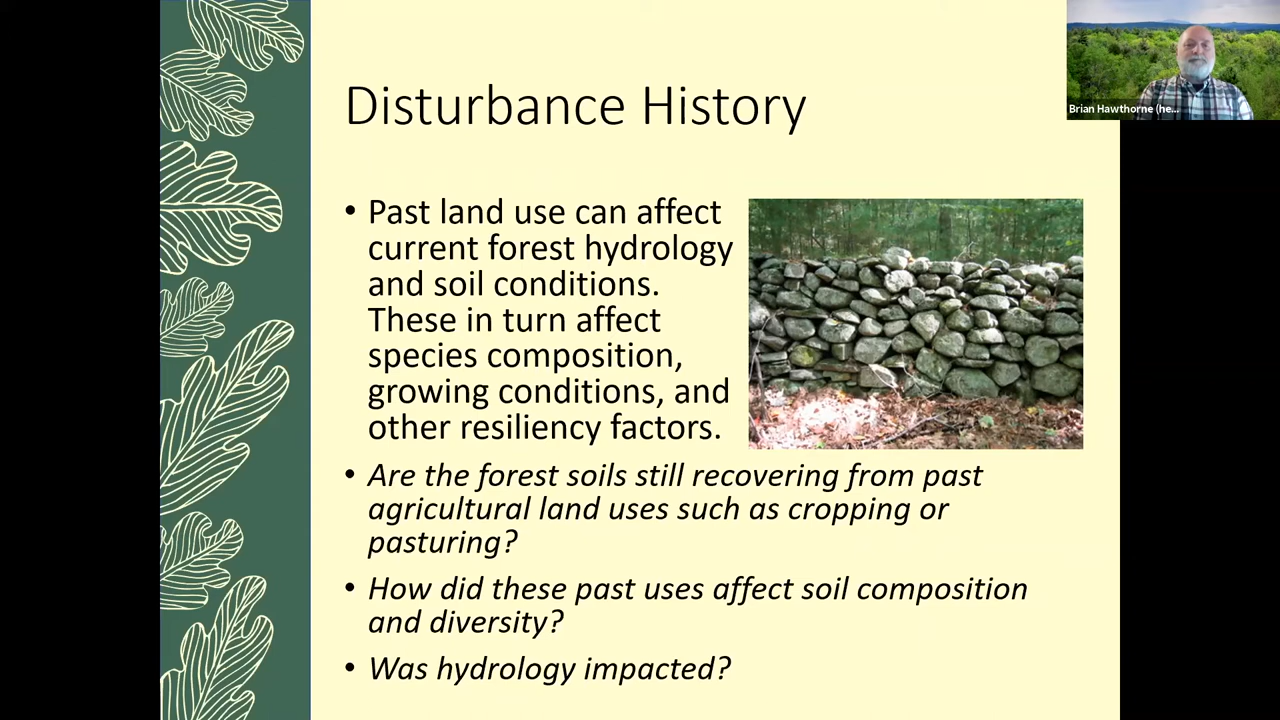 Disturbance History
• Past land use can affect
current forest hydrology
and soil conditions.
These in turn affect
species composition,
growing conditions, and
other resiliency factors.
• Are the forest soils still recovering from past
agricultural land uses such as cropping or
pasturing?
• How did these past uses affect soil composition
and diversity?
• Was hydrology impacted?
Brian Hawthorne (he...